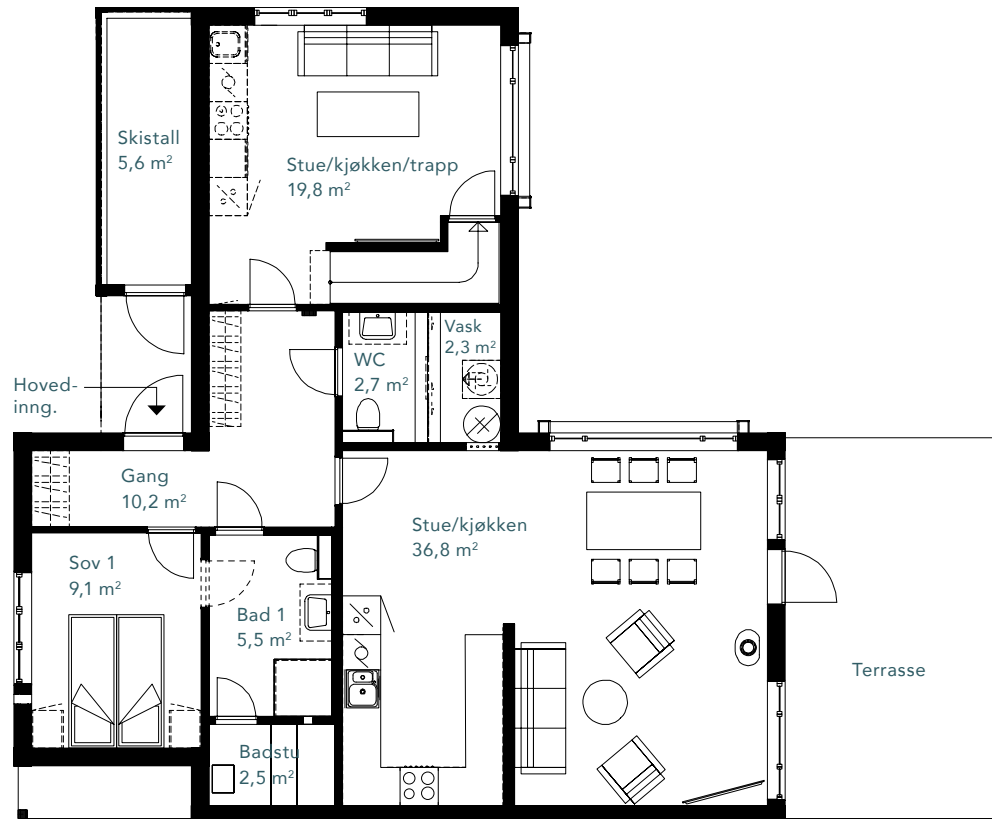 Skistall
5,6 m²
Stue/kjøkken/trapp
19,8 m²
Vask
2,3 m²
WC
2,7 m²
Hoved-
inng.
Gang
10,2 m²
Stue/kjøkken
36,8 m²
Sov 1
9,1 m²
Bad 1
5,5 m²
Terrasse
Badstu
2,5 m²